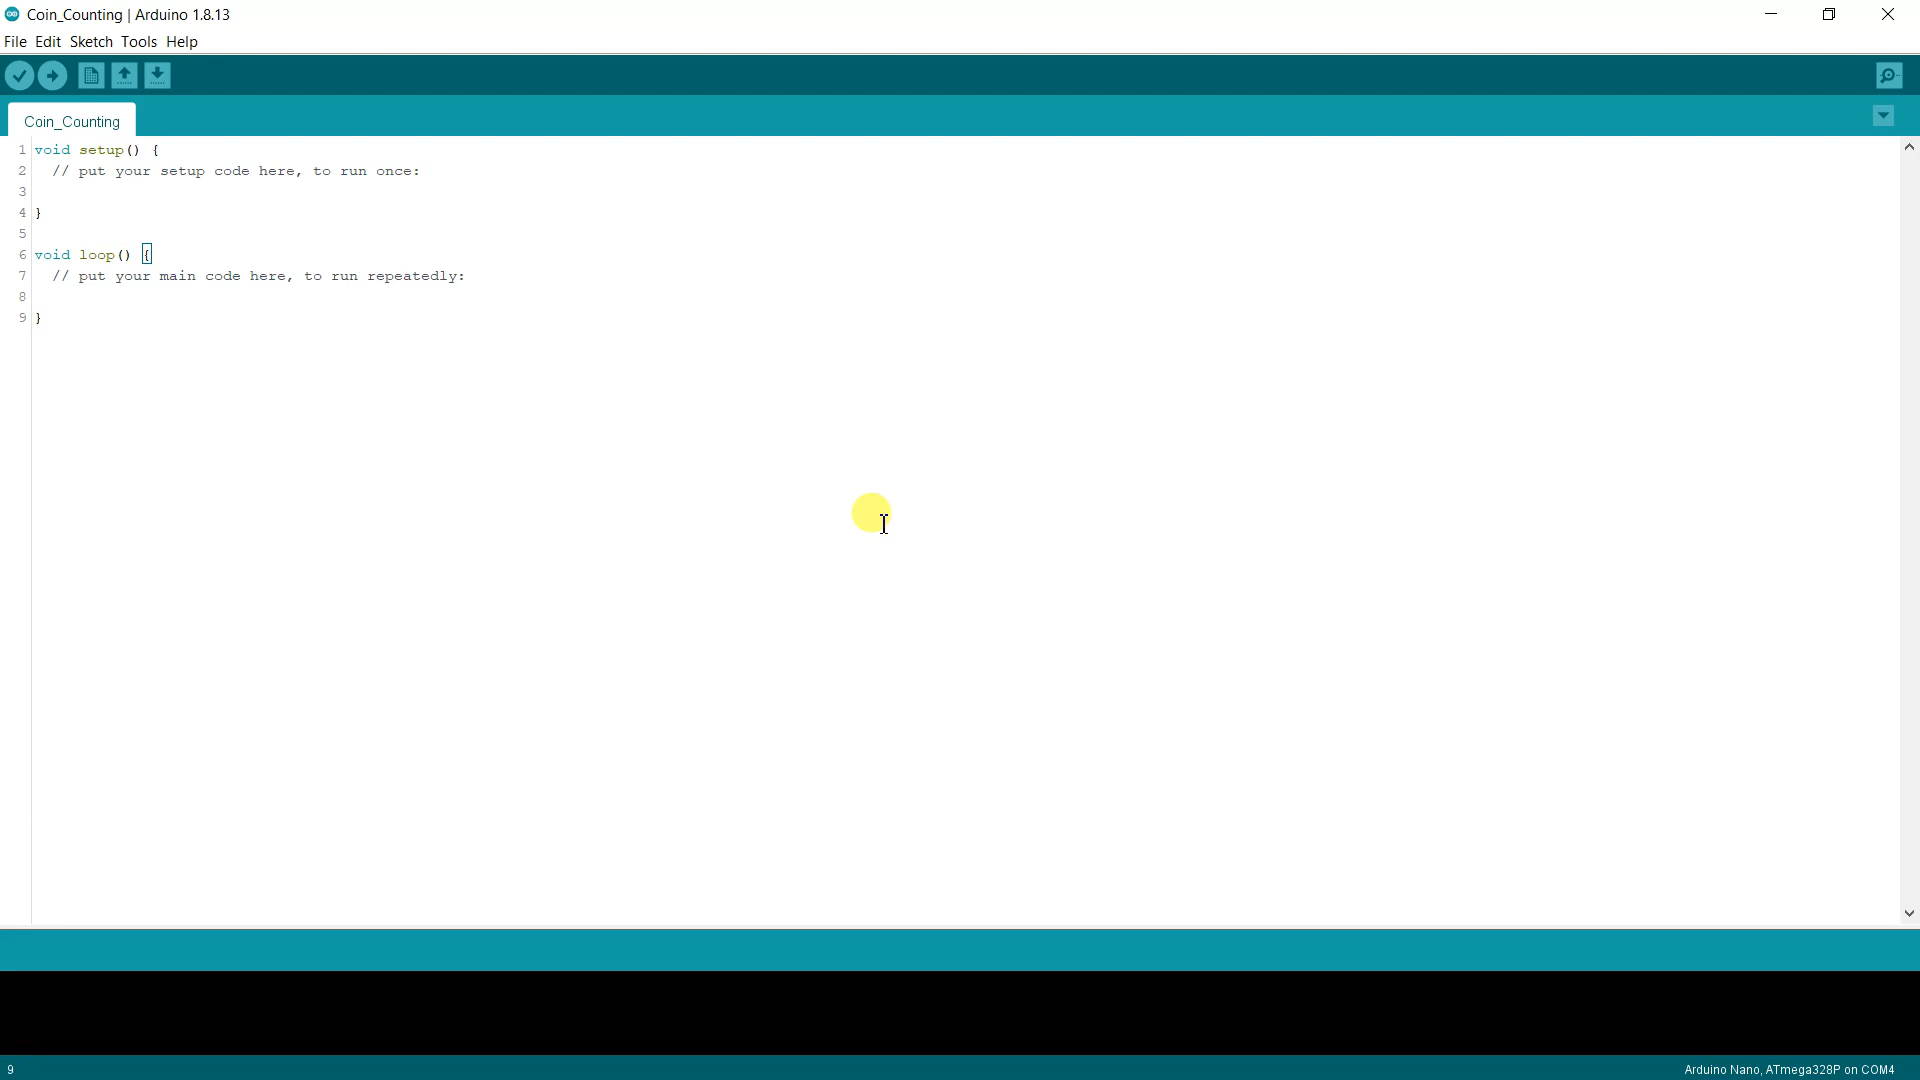 Coin_Counting | Arduino 1.8.13
File Edit Sketch Tools Help
Coin_Counting
1 void setup() {
2 // put your setup code here, to run once:
3
4 }
5
6 void loop() {
7 // put your main code here, to run repeatedly:
8
9 }
9
Arduino Nano, ATmega328P on COM4